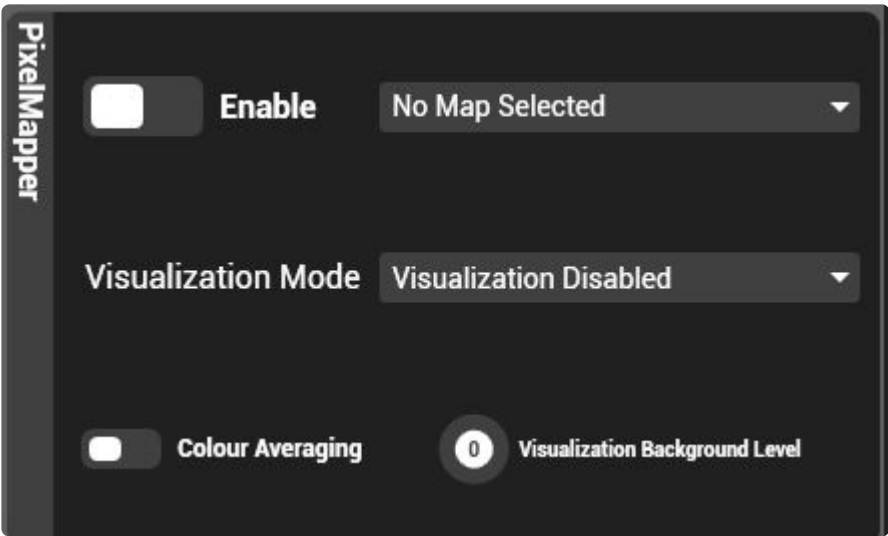 PixelMapper
Enable
No Map Selected
Visualization Mode
Visualization Disabled
Colour Averaging
0
Visualization Background Level